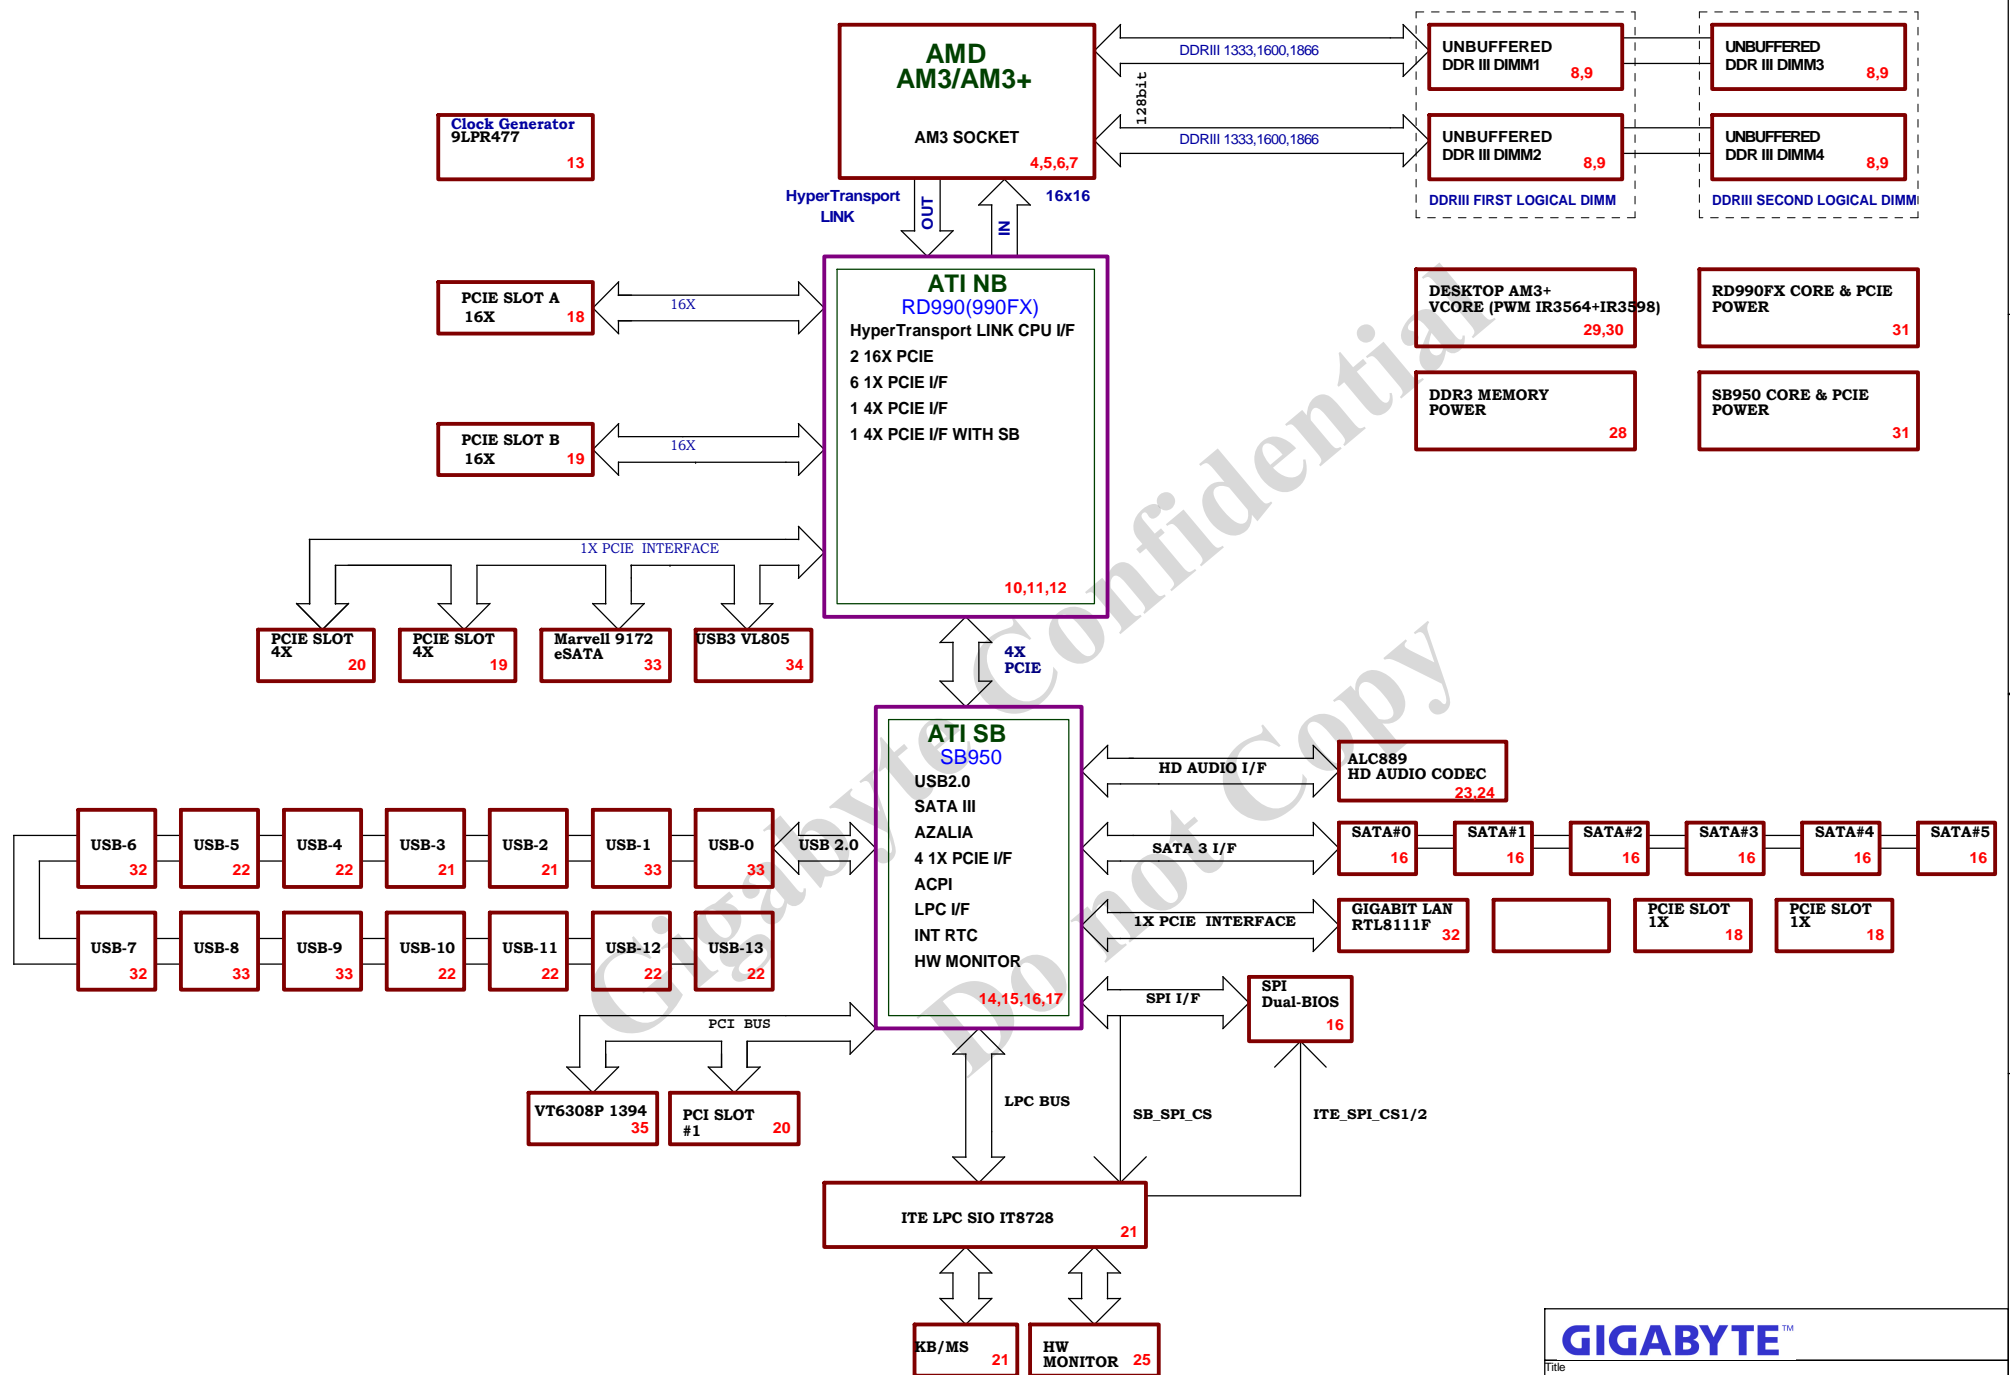 AMD
AM3/AM3+
AM3 SOCKET
4,5,6,7
DDRIII 1333,1600,1866
128bit
DDRIII 1333,1600,1866
UNBUFFERED
DDR III DIMM1
8,9
UNBUFFERED
DDR III DIMM3
8,9
UNBUFFERED
DDR III DIMM2
8,9
UNBUFFERED
DDR III DIMM4
8,9
DDRIII FIRST LOGICAL DIMM
DDRIII SECOND LOGICAL DIMM
Clock Generator
9LPR477
13
HyperTransport
LINK
OUT
IN
16x16
ATI NB
RD990(990FX)
HyperTransport LINK CPU I/F
2 16X PCIE
6 1X PCIE I/F
1 4X PCIE I/F
1 4X PCIE I/F WITH SB
10,11,12
PCIE SLOT A
16X
18
16X
PCIE SLOT B
16X
19
16X
DESKTOP AM3+
VCORE (PWM IR3564+IR3598)
29,30
RD990FX CORE & PCIE
POWER
31
DDR3 MEMORY
POWER
28
SB950 CORE & PCIE
POWER
31
1X PCIE INTERFACE
PCIE SLOT
4X
20
PCIE SLOT
4X
19
Marvell 9172
eSATA
33
USB3 VL805
34
4X
PCIE
ATI SB
SB950
USB2.0
SATA III
AZALIA
4 1X PCIE I/F
ACPI
LPC I/F
INT RTC
HW MONITOR
14,15,16,17
HD AUDIO I/F
ALC889
HD AUDIO CODEC
23,24
USB-6
32
USB-5
22
USB-4
22
USB-3
21
USB-2
21
USB-1
33
USB-0
33
USB 2.0
SATA 3 I/F
SATA#0
16
SATA#1
16
SATA#2
16
SATA#3
16
SATA#4
16
SATA#5
16
USB-7
32
USB-8
33
USB-9
33
USB-10
22
USB-11
22
USB-12
22
USB-13
22
1X PCIE INTERFACE
GIGABIT LAN
RTL8111F
32
PCIE SLOT
1X
18
PCIE SLOT
1X
18
SPI I/F
SPI
Dual-BIOS
16
PCI BUS
VT6308P 1394
35
PCI SLOT
#1
20
LPC BUS
SB_SPI_CS
ITE_SPI_CS1/2
ITE LPC SIO IT8728
21
KB/MS
21
HW
MONITOR
25
Gigabyte Confidential
Do not Copy
GIGABYTE™
Title